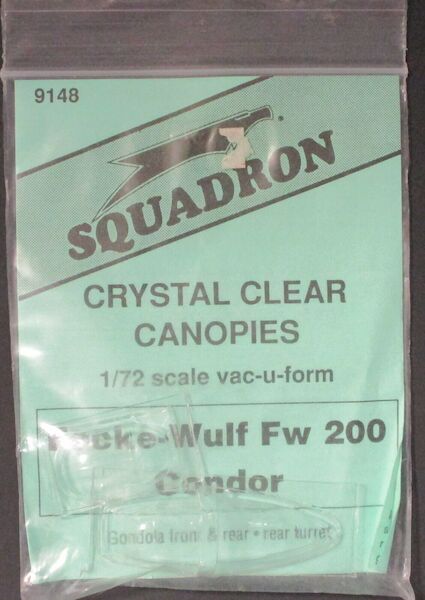 9148
SQUADRON
CRYSTAL CLEAR
CANOPIES
1/72 scale vac-u-form
Focke-Wulf Fw 200
Condor
Gondola front & rear • rear turret